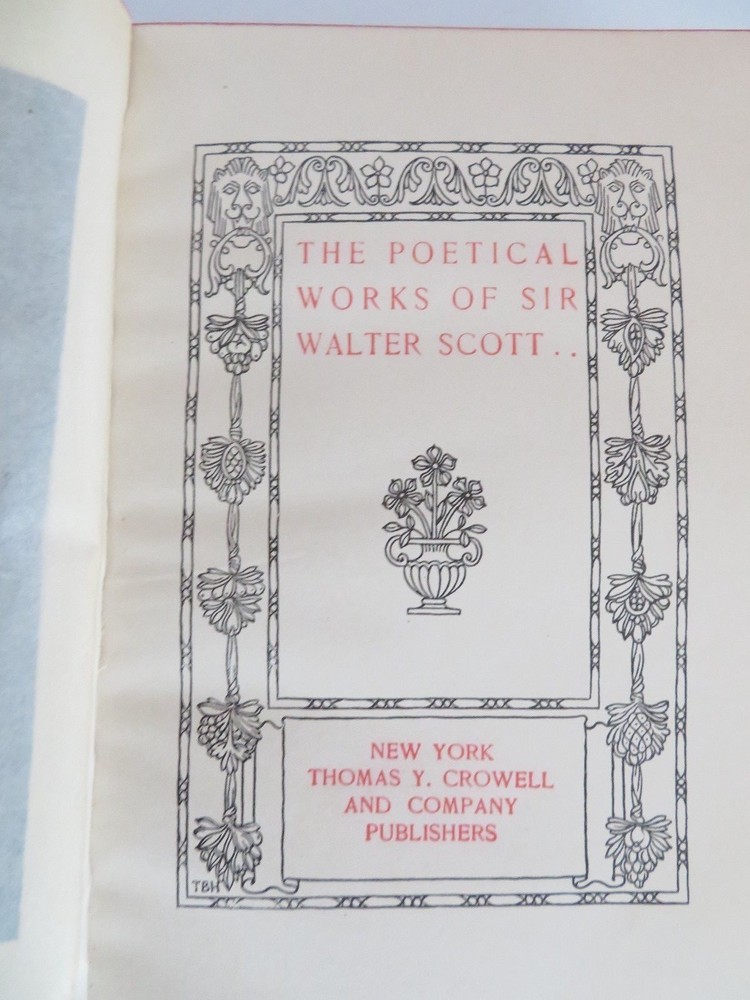 THE POETICAL
WORKS OF SIR
WALTER SCOTT . .
NEW YORK
THOMAS Y. CROWELL
AND COMPANY
PUBLISHERS
TBH